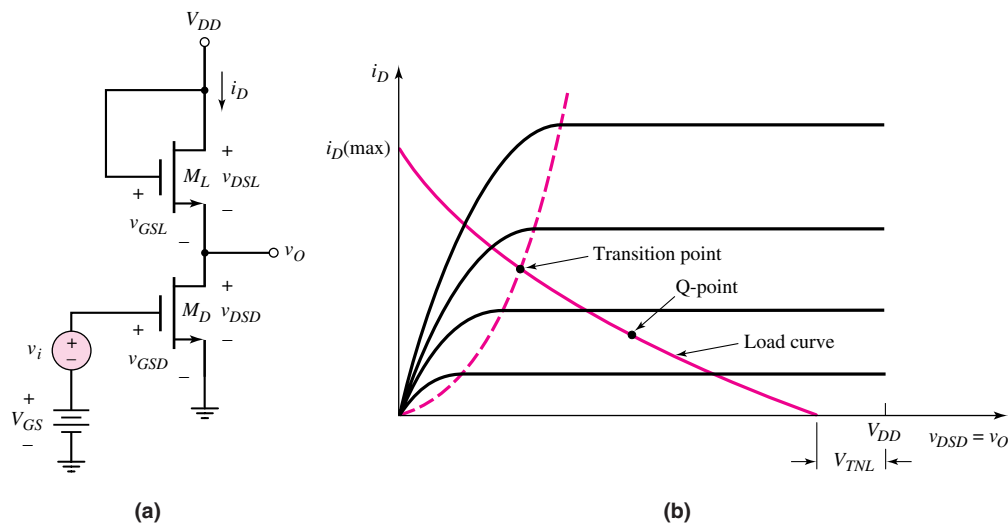 V_DD
i_D
+
M_L
v_DSL
+
−
v_GSL
−
v_O
+
M_D
v_DSD
+
−
v_i
+
−
v_GSD
−
+
V_GS
−
(a)
i_D
i_D(max)
Transition point
Q-point
Load curve
V_DD
v_DSD = v_O
V_TNL
(b)